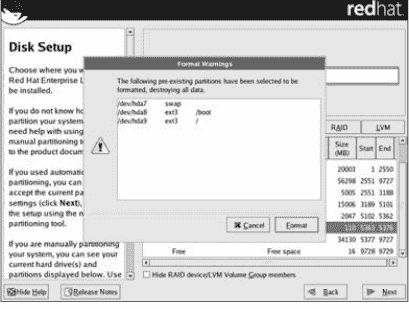 redhat.
Disk Setup
Choose where you w
Red Hat Enterprise L
be installed.
If you do not know ho
partition your system
need help with using
manual partitioning t
to the product docum
If you used automatic
partitioning, you can
accept the current pa
settings (click Next),
the setup using the n
partitioning tool.
If you are manually partitioning
your system, you can see your
current hard drive(s) and
partitions displayed below. Use
Format Warnings
The following pre-existing partitions have been selected to be
formatted, destroying all data.
/dev/hda7 swap
/dev/hda8 ext3 /boot
/dev/hda9 ext3 /
Cancel Format
RAID LVM
Size (MB) Start End
20003 1 2550
56298 2551 9727
5005 2551 3188
15006 3189 5101
2047 5102 5362
5363 5376
34130 5377 9727
Free Free space 16 9728 9729
Hide RAID device/LVM Volume Group members
Hide Help Release Notes Back Next